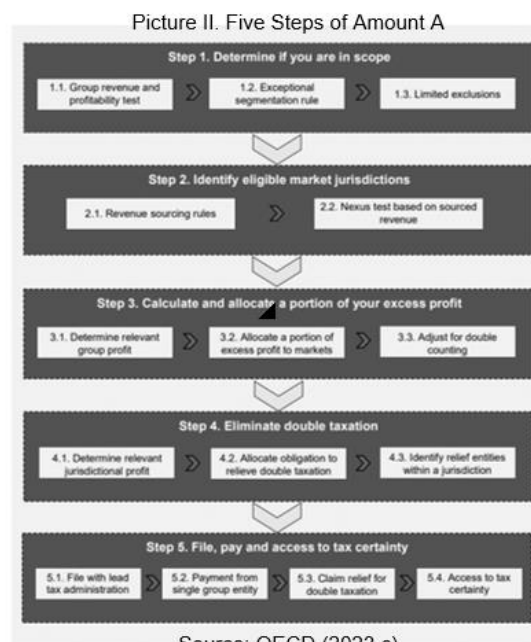 Picture II. Five Steps of Amount A
Step 1. Determine if you are in scope
1.1. Group revenue and
profitability test
1.2. Exceptional
segmentation rule
1.3. Limited exclusions
Step 2. Identify eligible market jurisdictions
2.1. Revenue sourcing rules
2.2. Nexus test based on sourced
revenue
Step 3. Calculate and allocate a portion of your excess profit
3.1. Determine relevant
group profit
3.2. Allocate a portion of
excess profit to markets
3.3. Adjust for double
counting
Step 4. Eliminate double taxation
4.1. Determine relevant
jurisdictional profit
4.2. Allocate obligation to
relieve double taxation
4.3. Identify relief entities
within a jurisdiction
Step 5. File, pay and access to tax certainty
5.1. File with lead
tax administration
5.2. Payment from
single group entity
5.3. Claim relief for
double taxation
5.4. Access to tax
certainty
Source: OECD